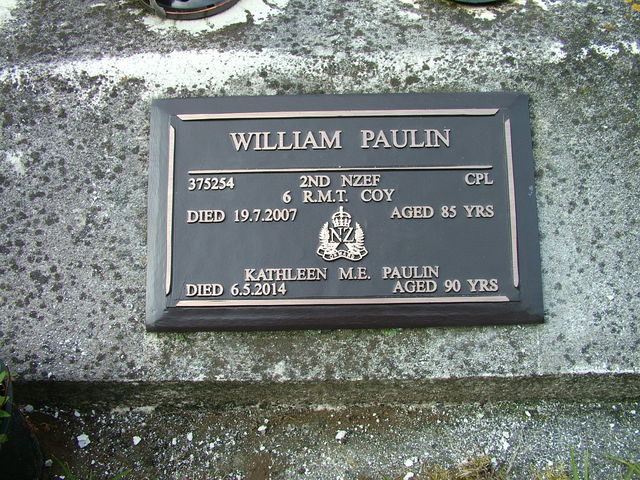 WILLIAM PAULIN
375254 2ND NZEF CPL
6 R.M.T. COY
DIED 19.7.2007 AGED 85 YRS
NZ
KATHLEEN M.E. PAULIN
DIED 6.5.2014 AGED 90 YRS